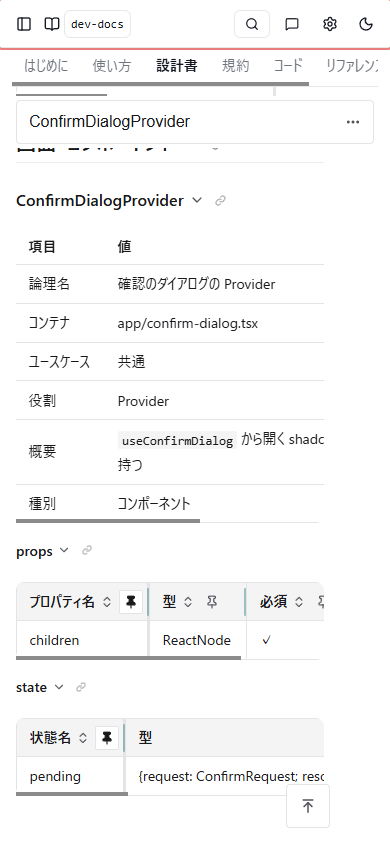 dev-docs
はじめに 使い方 設計書 規約 コード リファレンス
ConfirmDialogProvider
ConfirmDialogProvider
項目 値
論理名 確認のダイアログの Provider
コンテナ app/confirm-dialog.tsx
ユースケース 共通
役割 Provider
概要 useConfirmDialog から開く shadc
持つ
種別 コンポーネント
props
プロパティ名 型 必須
children ReactNode ✓
state
状態名 型
pending {request: ConfirmRequest; reso